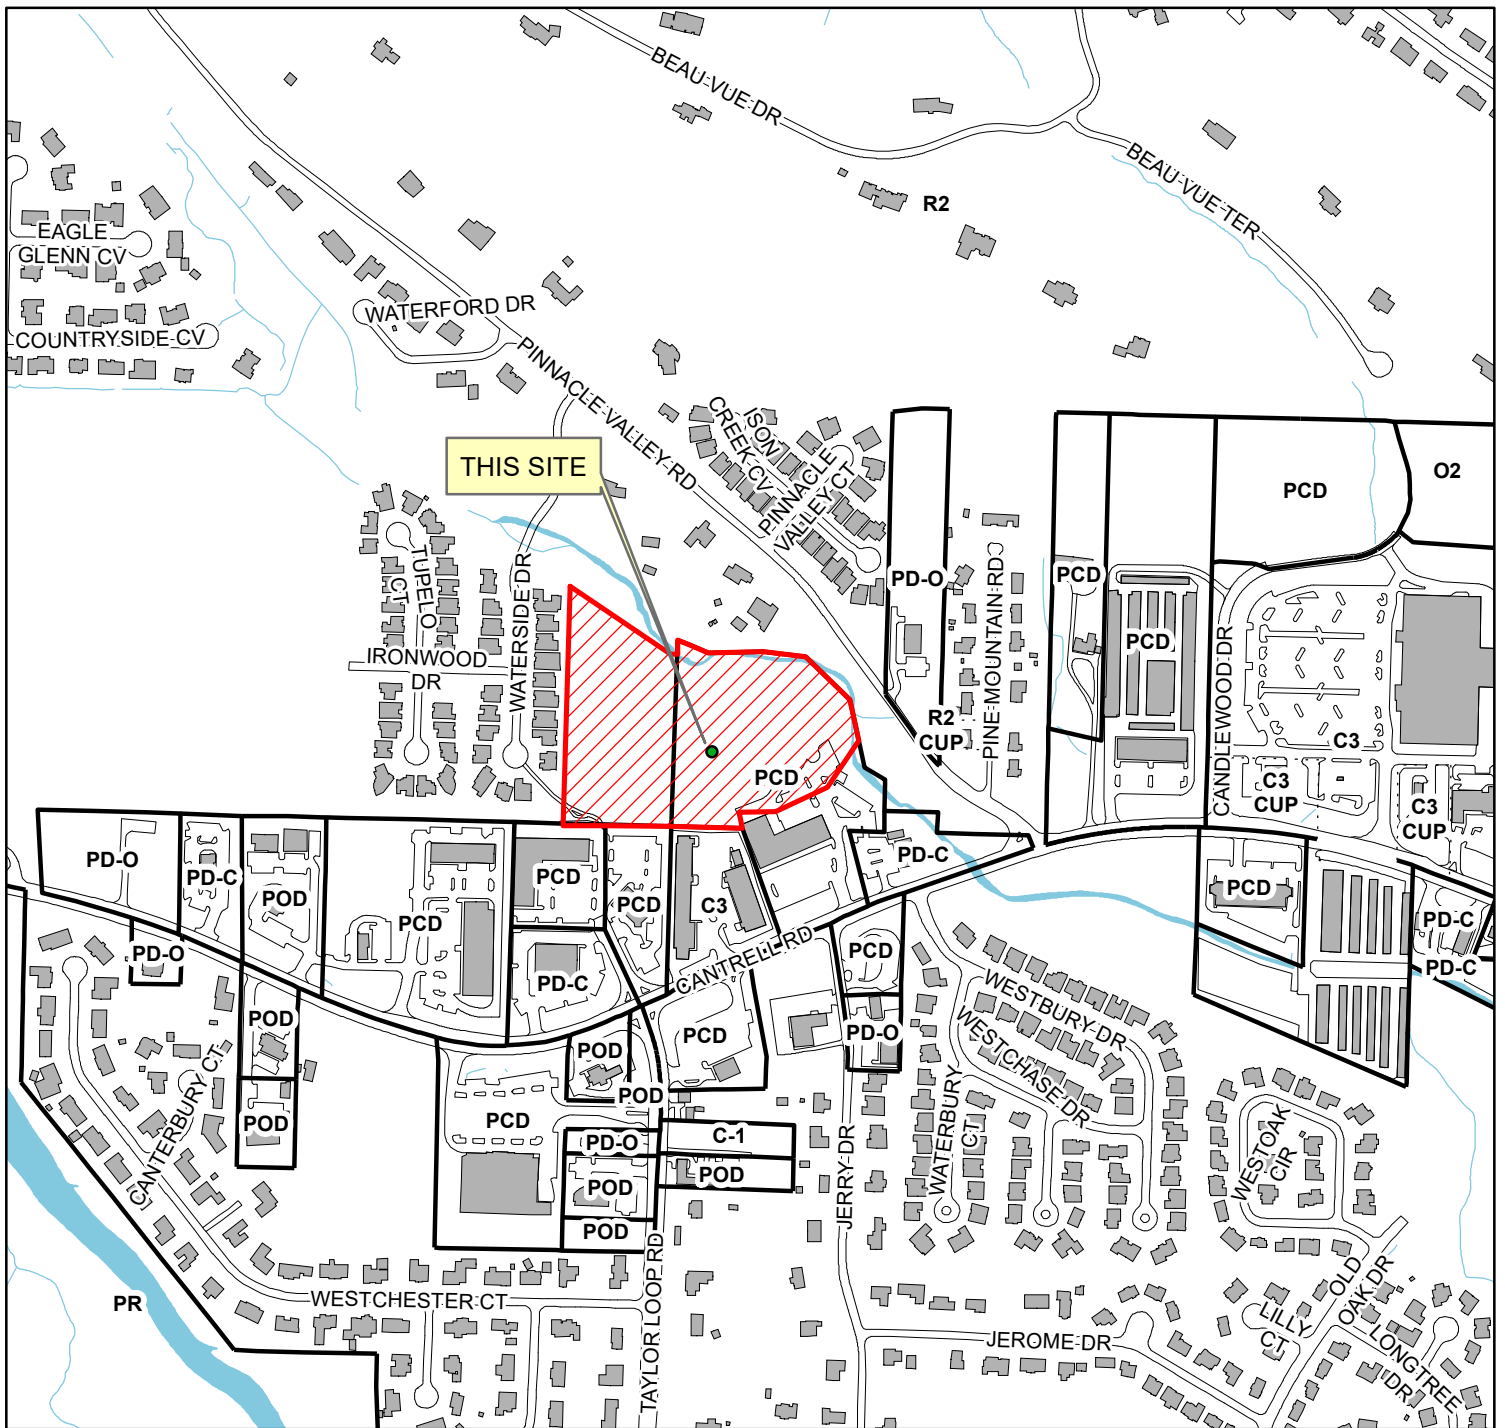 BEAU VUE DR
BEAU VUE TER
R2
EAGLE
GLENN CV
WATERFORD DR
COUNTRYSIDE CV
PINNACLE VALLEY RD
ISON
CREEK CV
PINNACLE
VALLEY CT
THIS SITE
PCD
O2
TUPELO
CT
WATERSIDE DR
IRONWOOD
DR
PD-O
PINE MOUNTAIN RD
PCD
PCD
CANDLEWOOD DR
R2
CUP
C3
PCD
C3
CUP
C3
CUP
PD-O
PD-C
POD
PCD
PCD
PCD
C3
PD-C
PCD
PD-C
PD-C
PD-O
PD-C
CANTRELL RD
PCD
WESTBURY DR
POD
PCD
PD-O
WESTCHASE DR
POD
POD
CANTERBURY CT
CT
POD
PCD
PD-O
C-1
POD
POD
POD
WATERBURY
CT
JERRY DR
WESTOAK
CIR
TAYLOR LOOP RD
PR
WESTCHESTER CT
JEROME DR
LILLY
CT
OLD
OAK DR
LONGTREE
DR